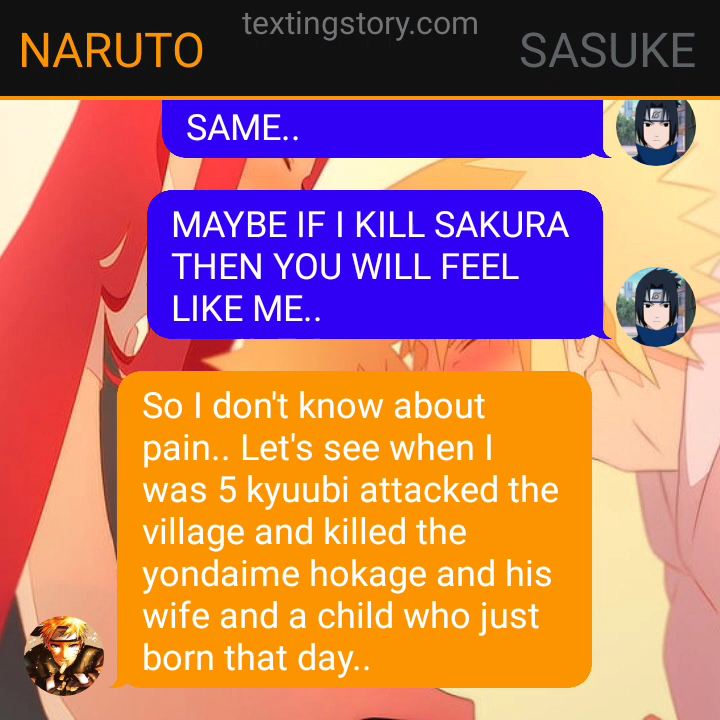 textingstory.com
NARUTO
SASUKE
SAME..
MAYBE IF I KILL SAKURA
THEN YOU WILL FEEL
LIKE ME..
So I don't know about
pain.. Let's see when I
was 5 kyuubi attacked the
village and killed the
yondaime hokage and his
wife and a child who just
born that day..